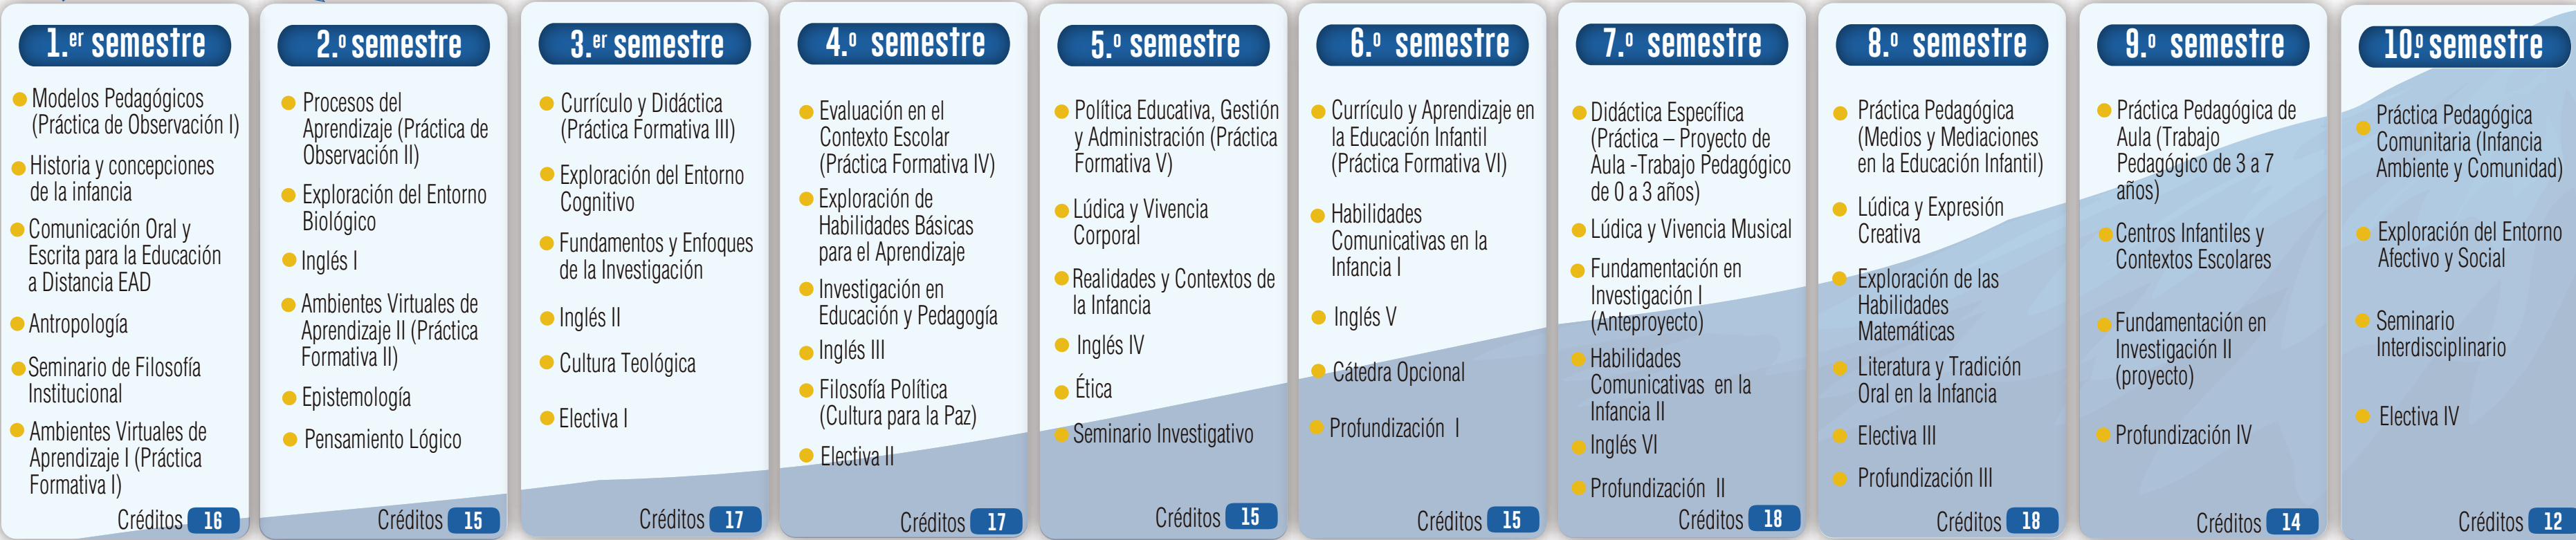 1.er semestre
Modelos Pedagógicos
(Práctica de Observación I)
Historia y concepciones
de la infancia
Comunicación Oral y
Escrita para la Educación
a Distancia EAD
Antropología
Seminario de Filosofía
Institucional
Ambientes Virtuales de
Aprendizaje I (Práctica
Formativa I)
Créditos 16
2.º semestre
Procesos del
Aprendizaje (Práctica de
Observación II)
Exploración del Entorno
Biológico
Inglés I
Ambientes Virtuales de
Aprendizaje II (Práctica
Formativa II)
Epistemología
Pensamiento Lógico
Créditos 15
3.er semestre
Currículo y Didáctica
(Práctica Formativa III)
Exploración del Entorno
Cognitivo
Fundamentos y Enfoques
de la Investigación
Inglés II
Cultura Teológica
Electiva I
Créditos 17
4.º semestre
Evaluación en el
Contexto Escolar
(Práctica Formativa IV)
Exploración de
Habilidades Básicas
para el Aprendizaje
Investigación en
Educación y Pedagogía
Inglés III
Filosofía Política
(Cultura para la Paz)
Electiva II
Créditos 17
5.º semestre
Política Educativa, Gestión
y Administración (Práctica
Formativa V)
Lúdica y Vivencia
Corporal
Realidades y Contextos de
la Infancia
Inglés IV
Ética
Seminario Investigativo
Créditos 15
6.º semestre
Currículo y Aprendizaje en
la Educación Infantil
(Práctica Formativa VI)
Habilidades
Comunicativas en la
Infancia I
Inglés V
Cátedra Opcional
Profundización I
Créditos 15
7.º semestre
Didáctica Específica
(Práctica – Proyecto de
Aula -Trabajo Pedagógico
de 0 a 3 años)
Lúdica y Vivencia Musical
Fundamentación en
Investigación I
(Anteproyecto)
Habilidades
Comunicativas en la
Infancia II
Inglés VI
Profundización II
Créditos 18
8.º semestre
Práctica Pedagógica
(Medios y Mediaciones
en la Educación Infantil)
Lúdica y Expresión
Creativa
Exploración de las
Habilidades
Matemáticas
Literatura y Tradición
Oral en la Infancia
Electiva III
Profundización III
Créditos 18
9.º semestre
Práctica Pedagógica de
Aula (Trabajo
Pedagógico de 3 a 7
años)
Centros Infantiles y
Contextos Escolares
Fundamentación en
Investigación II
(proyecto)
Profundización IV
Créditos 14
10.º semestre
Práctica Pedagógica
Comunitaria (Infancia
Ambiente y Comunidad)
Exploración del Entorno
Afectivo y Social
Seminario
Interdisciplinario
Electiva IV
Créditos 12